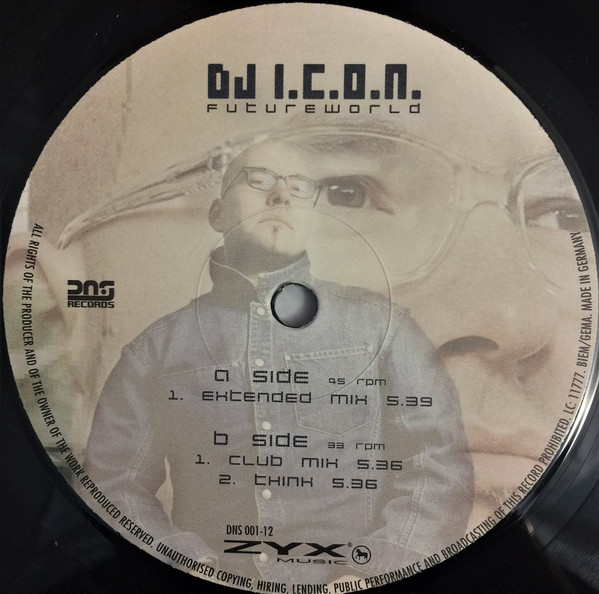 DJ I.C.O.N.
futureworld
DNS
RECORDS
a side 45 rpm
1. extended mix 5.39
b side 33 rpm
1. club mix 5.36
2. think 5.36
DNS 001-12
ZYX®
MUSIC
ALL RIGHTS OF THE PRODUCER AND OF THE OWNER OF THE WORK REPRODUCED RESERVED. UNAUTHORISED COPYING, HIRING, LENDING, PUBLIC PERFORMANCE AND BROADCASTING OF THIS RECORD PROHIBITED. LC: 11777. BIEM/GEMA. MADE IN GERMANY